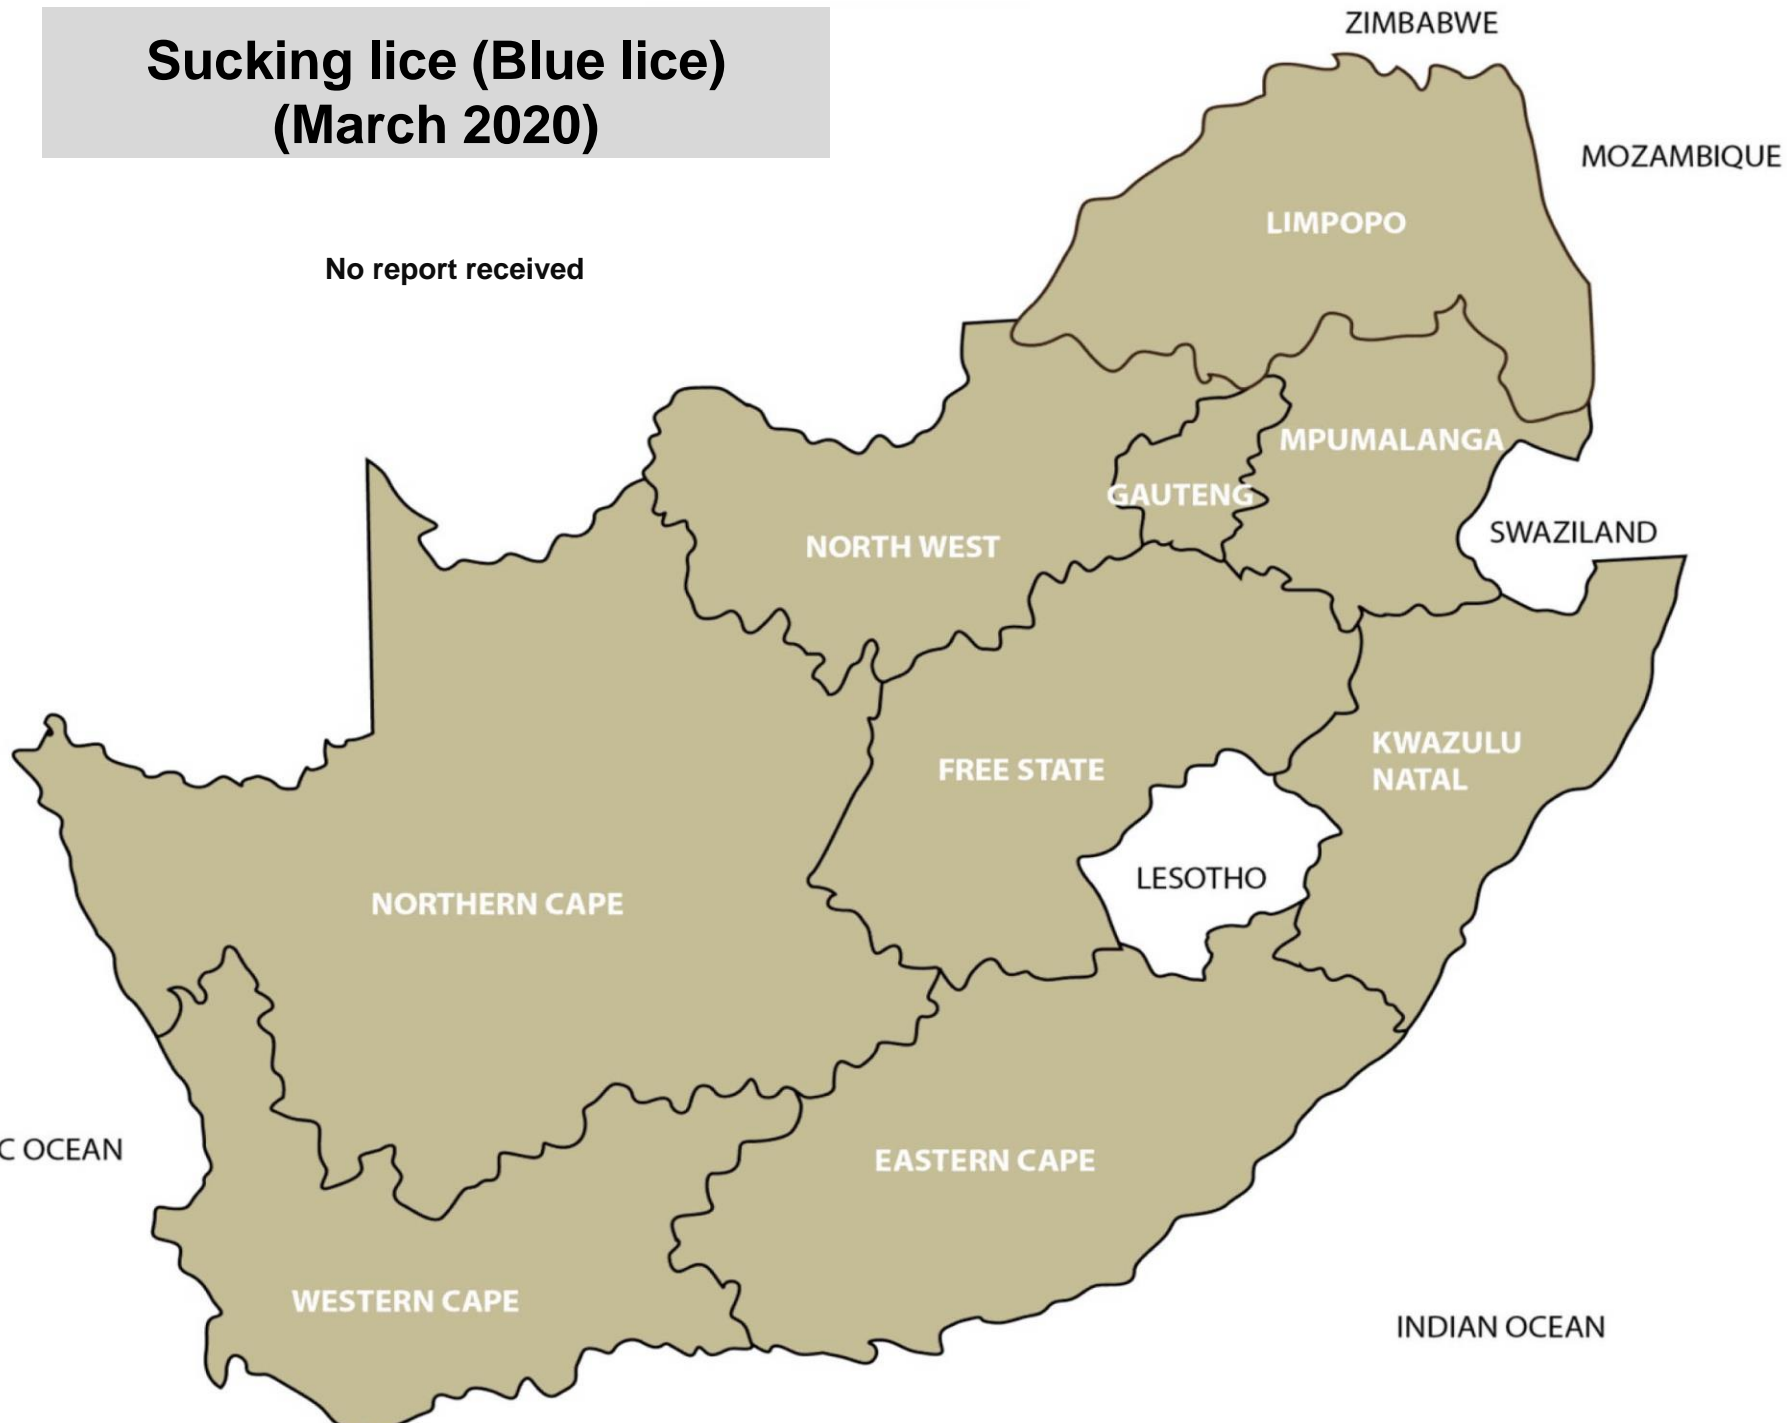 Sucking lice (Blue lice)
(March 2020)
ZIMBABWE
MOZAMBIQUE
LIMPOPO
No report received
MPUMALANGA
GAUTENG
SWAZILAND
NORTH WEST
KWAZULU
NATAL
FREE STATE
LESOTHO
NORTHERN CAPE
C OCEAN
EASTERN CAPE
WESTERN CAPE
INDIAN OCEAN